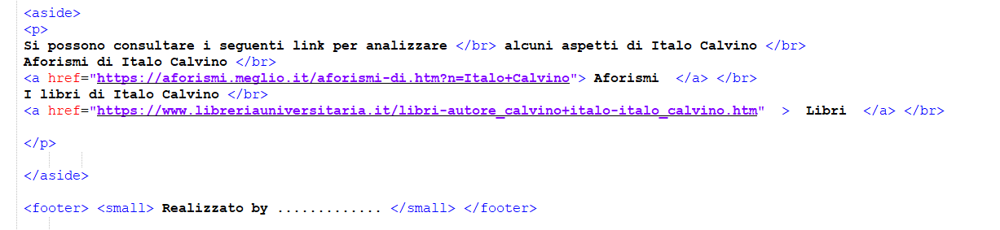 <aside>
<p>
Si possono consultare i seguenti link per analizzare </br> alcuni aspetti di Italo Calvino </br>
Aforismi di Italo Calvino </br>
<a href="https://aforismi.meglio.it/aforismi-di.htm?n=Italo+Calvino"> Aforismi  </a> </br>
I libri di Italo Calvino </br>
<a href="https://www.libreriauniversitaria.it/libri-autore_calvino+italo-italo_calvino.htm"  >  Libri  </a> </br>
</p>
</aside>
<footer> <small> Realizzato by ............. </small> </footer>